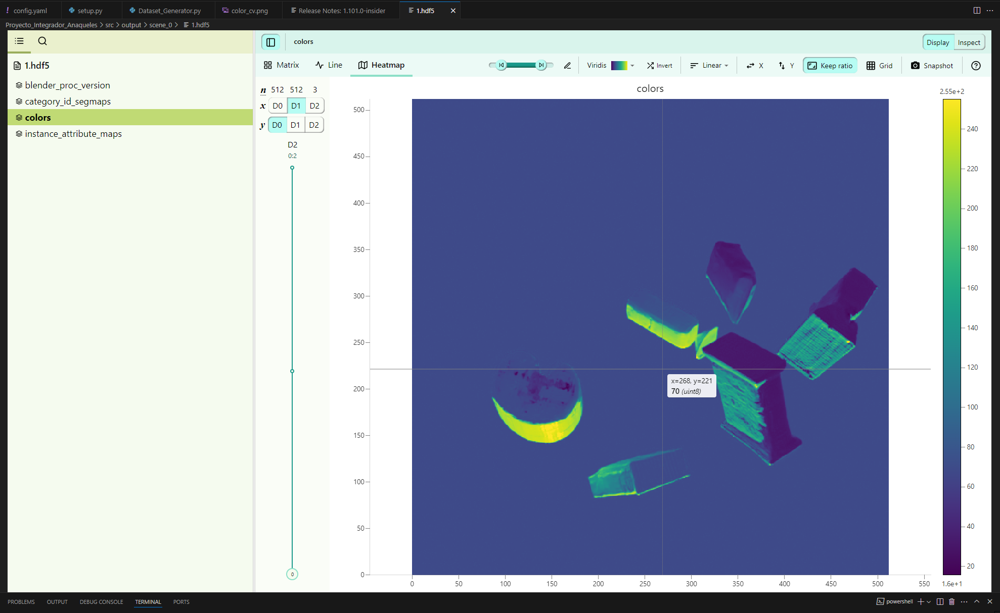 ! config.yaml
setup.py
Dataset_Generator.py
color_cv.png
Release Notes: 1.101.0-insider
1.hdf5
Proyecto_Integrador_Anaqueles > src > output > scene_0 > 1.hdf5
colors
Display
Inspect
1.hdf5
blender_proc_version
category_id_segmaps
colors
instance_attribute_maps
Matrix
Line
Heatmap
Viridis
Invert
Linear
X
Y
Keep ratio
Grid
Snapshot
n 512 512 3
x D0 D1 D2
y D0 D1 D2
D2
0:2
0
colors
500
450
400
350
300
250
200
150
100
50
0
0 50 100 150 200 250 300 350 400 450 500 550
x=268, y=221
70 (uint8)
2.55e+2
240
220
200
180
160
140
120
100
80
60
40
20
1.6e+1
PROBLEMS
OUTPUT
DEBUG CONSOLE
TERMINAL
PORTS
powershell